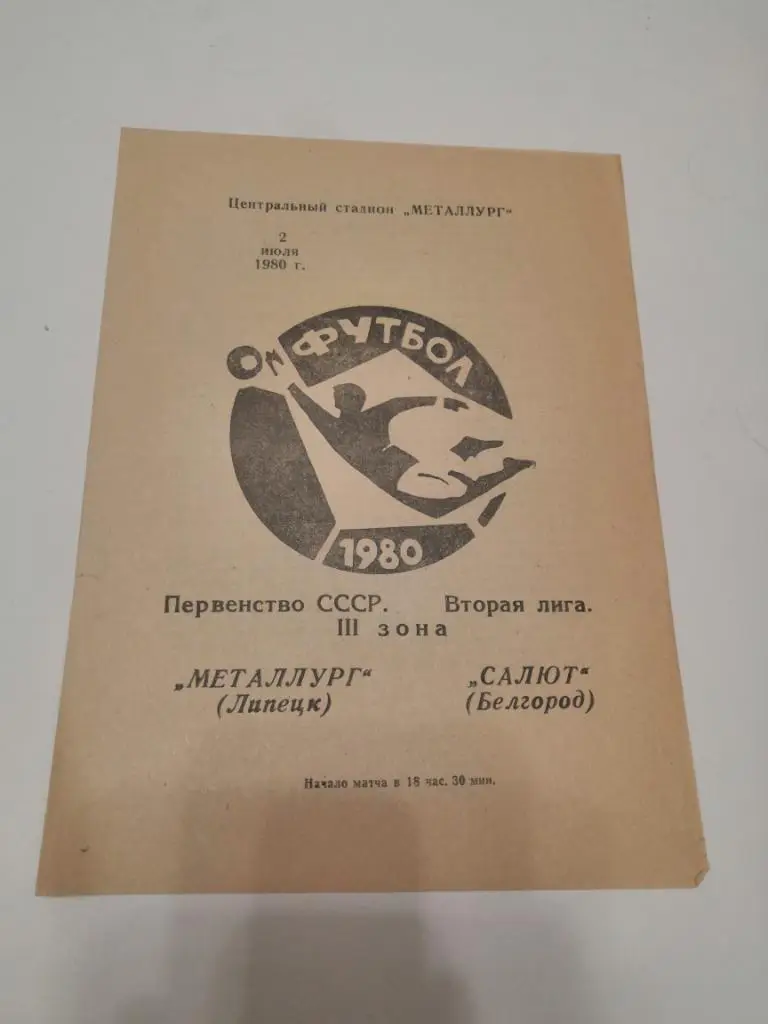 Центральный стадион „МЕТАЛЛУРГ“
2
июля
1980 г.
ФУТБОЛ
1980
Первенство СССР. Вторая лига.
III зона
„МЕТАЛЛУРГ“ „САЛЮТ“
(Липецк) (Белгород)
Начало матча в 18 час. 30 мин.